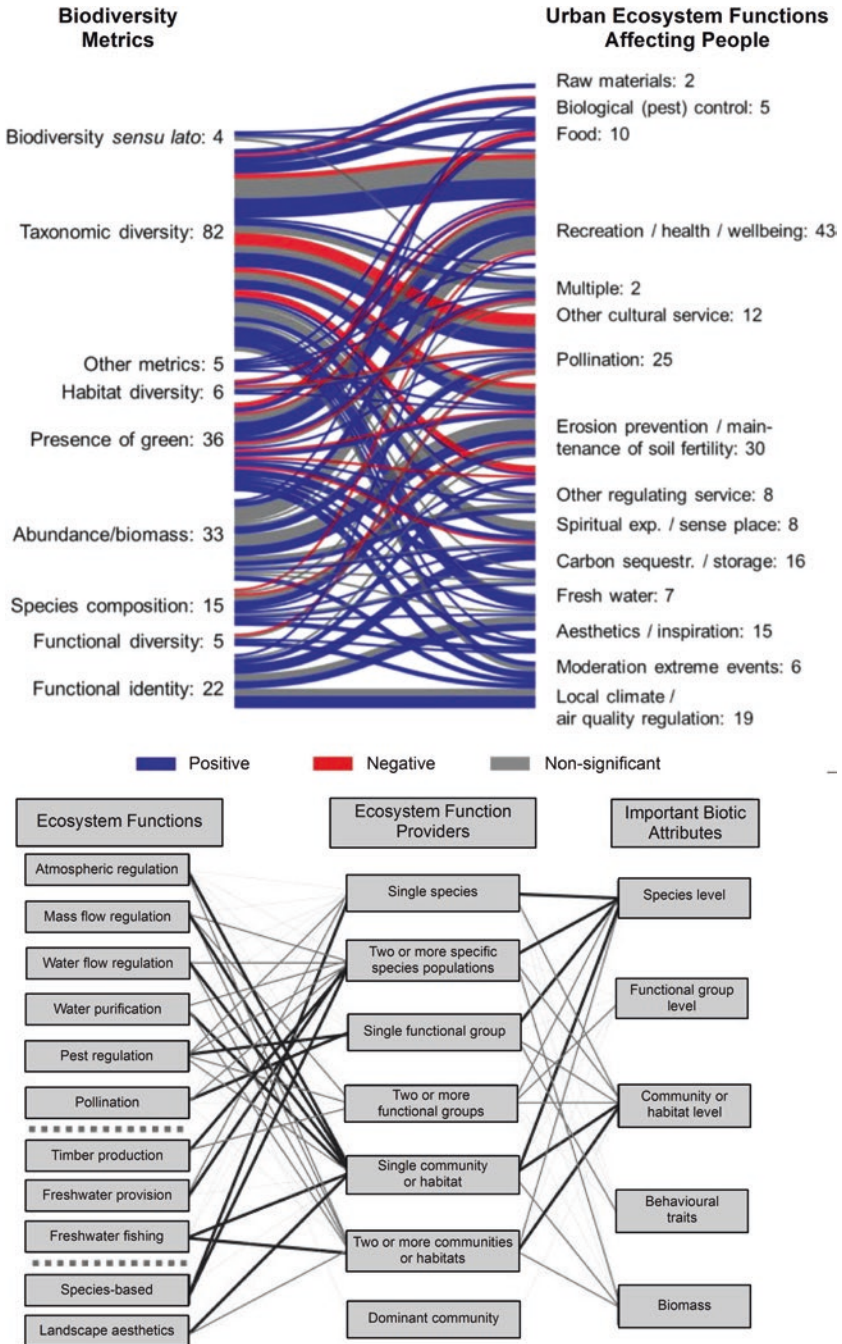 Biodiversity
Metrics
Urban Ecosystem Functions
Affecting People
Biodiversity sensu lato: 4
Taxonomic diversity: 82
Other metrics: 5
Habitat diversity: 6
Presence of green: 36
Abundance/biomass: 33
Species composition: 15
Functional diversity: 5
Functional identity: 22
Raw materials: 2
Biological (pest) control: 5
Food: 10
Recreation / health / wellbeing: 43
Multiple: 2
Other cultural service: 12
Pollination: 25
Erosion prevention / main-
tenance of soil fertility: 30
Other regulating service: 8
Spiritual exp. / sense place: 8
Carbon sequestr. / storage: 16
Fresh water: 7
Aesthetics / inspiration: 15
Moderation extreme events: 6
Local climate /
air quality regulation: 19
Positive
Negative
Non-significant
Ecosystem Functions
Atmospheric regulation
Mass flow regulation
Water flow regulation
Water purification
Pest regulation
Pollination
Timber production
Freshwater provision
Freshwater fishing
Species-based
Landscape aesthetics
Ecosystem Function
Providers
Single species
Two or more specific
species populations
Single functional group
Two or more
functional groups
Single community
or habitat
Two or more communities
or habitats
Dominant community
Important Biotic
Attributes
Species level
Functional group
level
Community or
habitat level
Behavioural
traits
Biomass